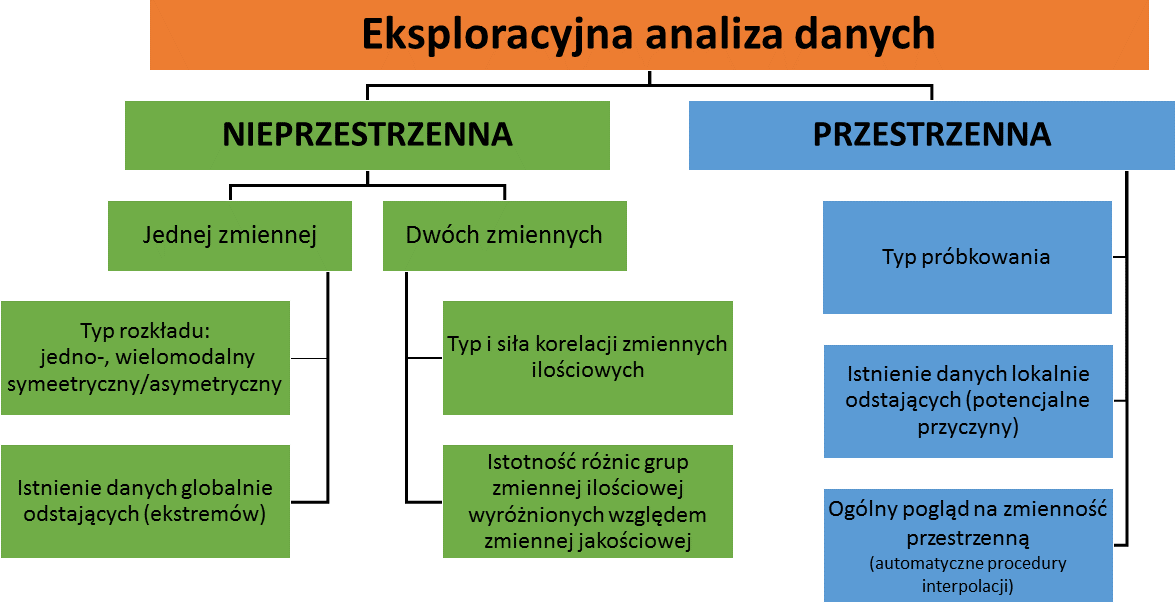 Eksploracyjna analiza danych
NIEPRZESTRZENNA
PRZESTRZENNA
Jednej zmiennej
Dwóch zmiennych
Typ rozkładu:
jedno-, wielomodalny
symeetryczny/asymetryczny
Istnienie danych globalnie
odstających (ekstremów)
Typ i siła korelacji zmiennych
ilościowych
Istotność różnic grup
zmiennej ilościowej
wyróżnionych względem
zmiennej jakościowej
Typ próbkowania
Istnienie danych lokalnie
odstających (potencjalne
przyczyny)
Ogólny pogląd na zmienność
przestrzenną
(automatyczne procedury
interpolacji)